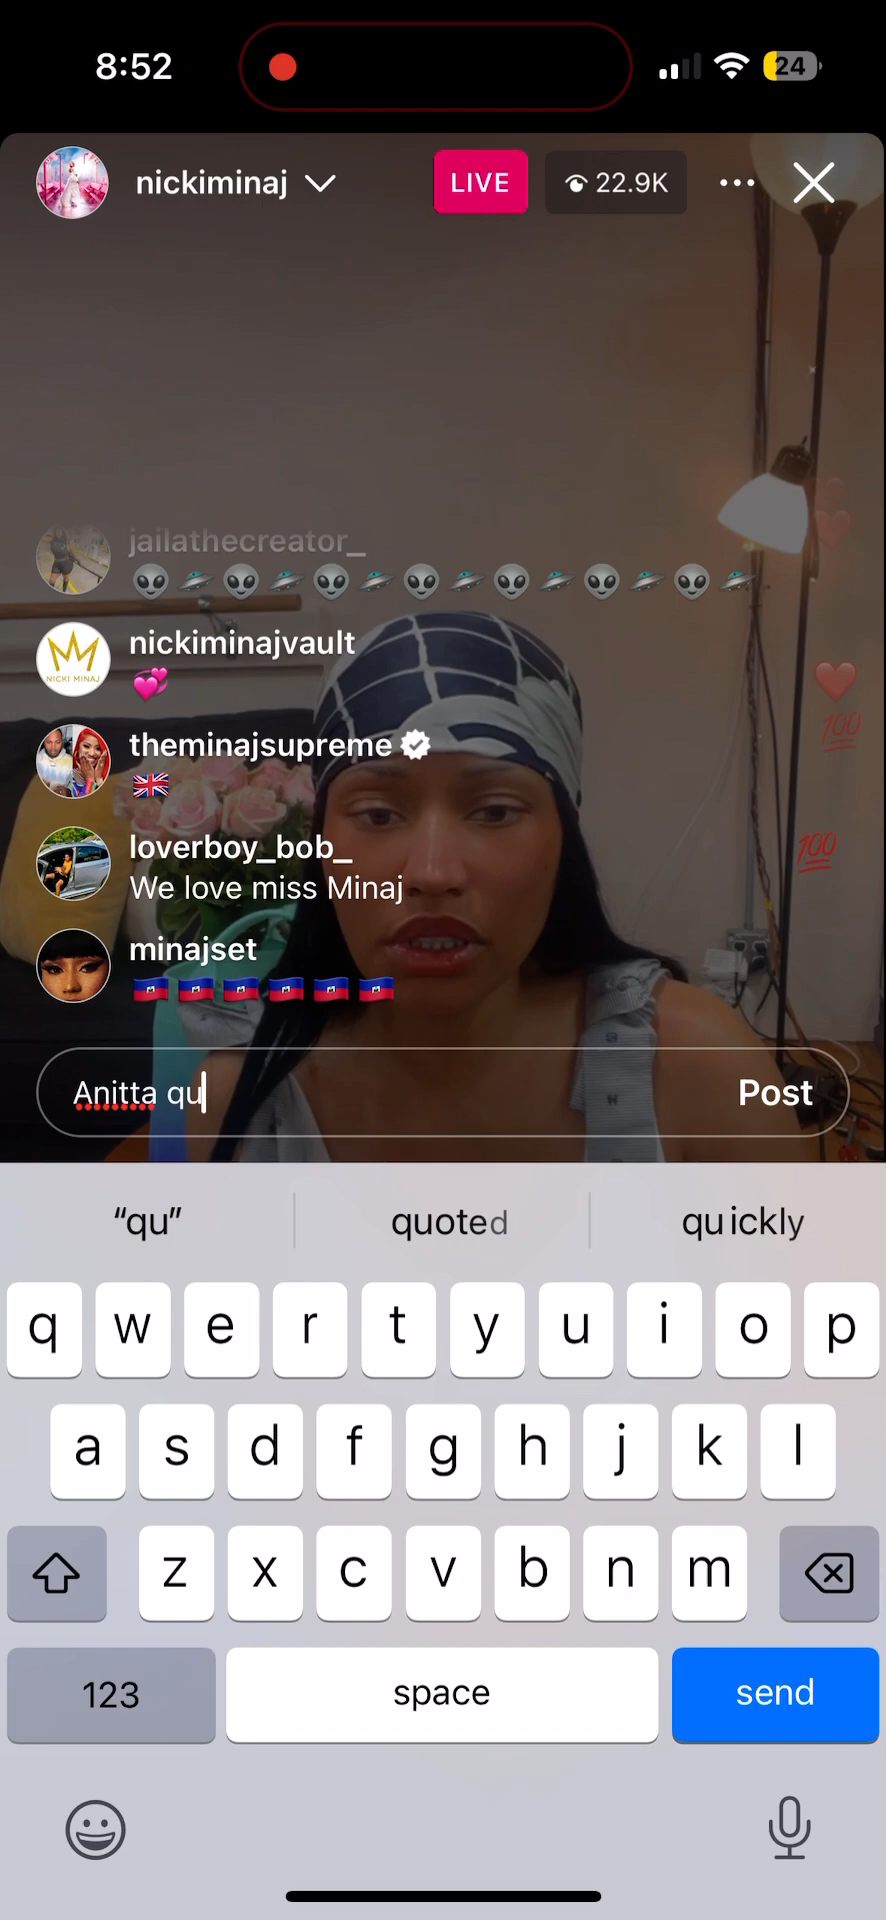 8:52
24
nickiminaj
LIVE
22.9K
jailathecreator_
👽🛸👽🛸👽🛸👽🛸👽🛸👽🛸👽🛸
nickiminajvault
💞
NICKI MINAJ
theminajsupreme
🇬🇧
loverboy_bob_
We love miss Minaj
minajset
🇭🇹🇭🇹🇭🇹🇭🇹🇭🇹🇭🇹
💯
💯
Anitta qu
Post
“qu”
quoted
quickly
q w e r t y u i o p
a s d f g h j k l
z x c v b n m
123
space
send